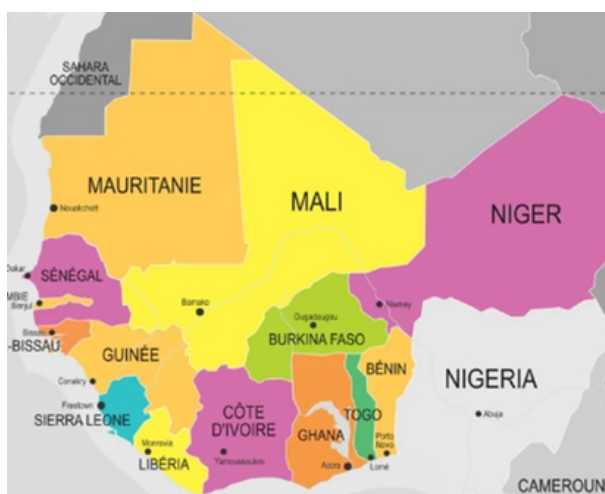 SAHARA
OCCIDENTAL
MAURITANIE
Nouakchott
MALI
NIGER
Dakar
SÉNÉGAL
MBIE
Banjul
Bamako
Niamey
Ougadougou
BURKINA FASO
Bissau
-BISSAU
GUINÉE
BÉNIN
NIGERIA
Conakry
Freetown
SIERRA LEONE
CÔTE
D'IVOIRE
GHANA
TOGO
Abuja
Monrovia
LIBÉRIA
Yamoussoukro
Porto
Novo
Accra
Lomé
CAMEROUN